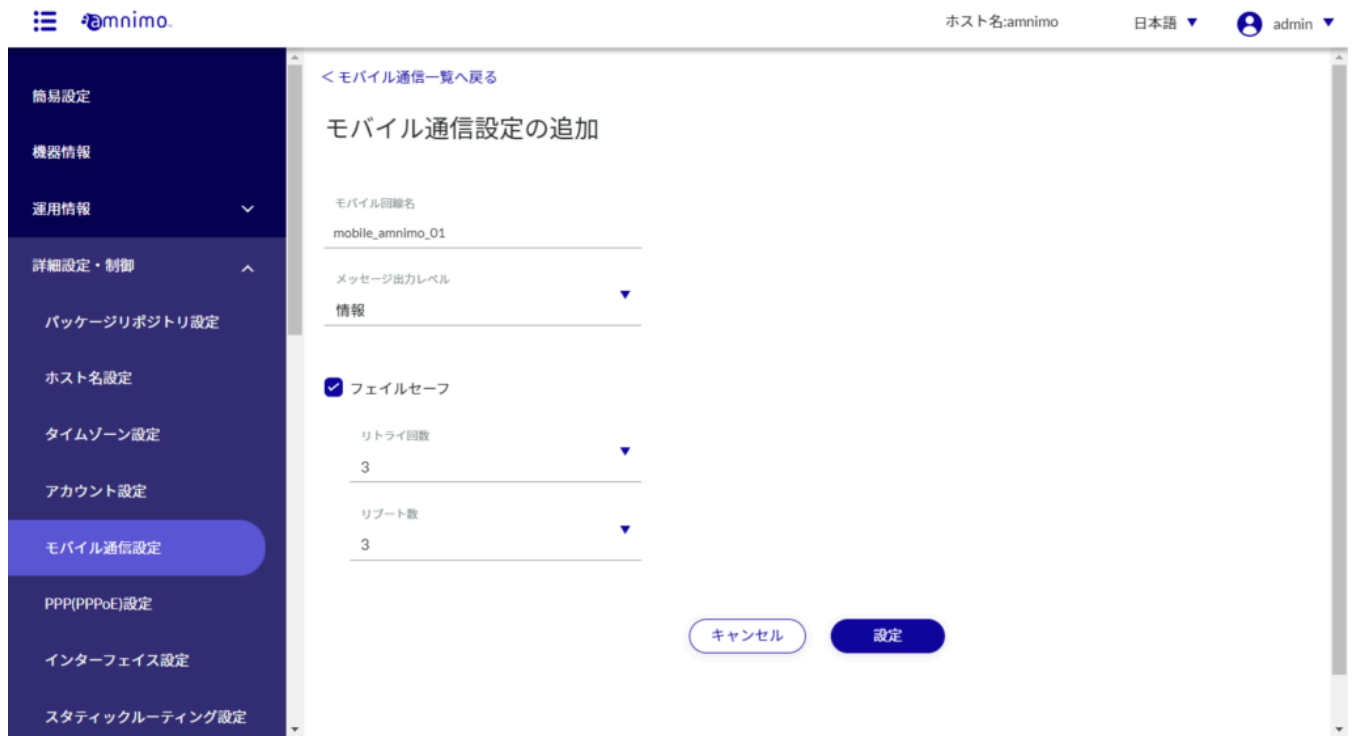 amnimo
ホスト名:amnimo
日本語
admin
簡易設定
機器情報
運用情報
詳細設定・制御
パッケージリポジトリ設定
ホスト名設定
タイムゾーン設定
アカウント設定
モバイル通信設定
PPP(PPPoE)設定
インターフェイス設定
スタティックルーティング設定
＜モバイル通信一覧へ戻る
モバイル通信設定の追加
モバイル回線名
mobile_amnimo_01
メッセージ出力レベル
情報
フェイルセーフ
リトライ回数
3
リブート数
3
キャンセル
設定